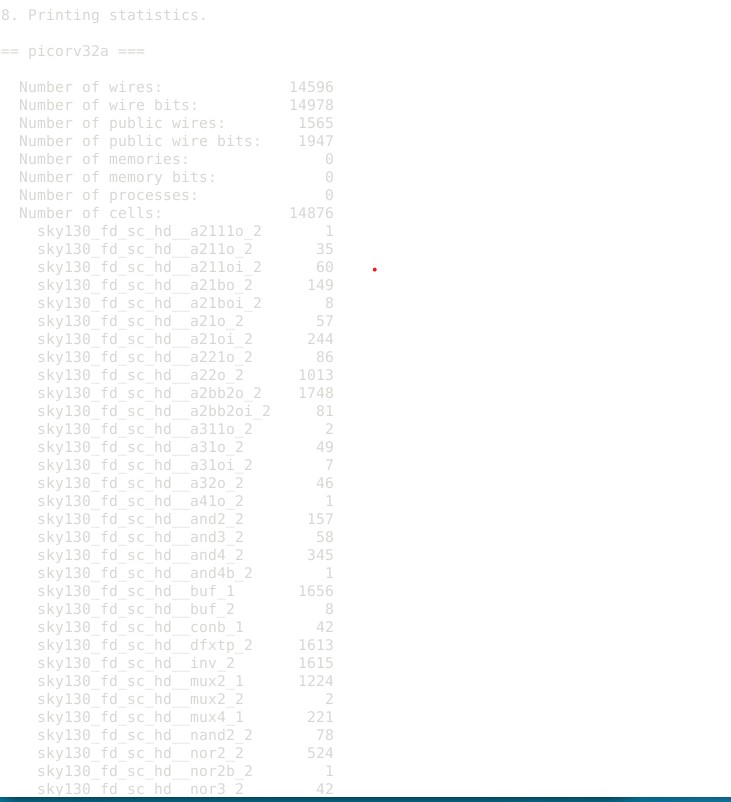 8. Printing statistics.
== picorv32a ===
Number of wires: 14596
Number of wire bits: 14978
Number of public wires: 1565
Number of public wire bits: 1947
Number of memories: 0
Number of memory bits: 0
Number of processes: 0
Number of cells: 14876
sky130_fd_sc_hd__a2111o_2 1
sky130_fd_sc_hd__a211o_2 35
sky130_fd_sc_hd__a211oi_2 60
sky130_fd_sc_hd__a21bo_2 149
sky130_fd_sc_hd__a21boi_2 8
sky130_fd_sc_hd__a21o_2 57
sky130_fd_sc_hd__a21oi_2 244
sky130_fd_sc_hd__a221o_2 86
sky130_fd_sc_hd__a22o_2 1013
sky130_fd_sc_hd__a2bb2o_2 1748
sky130_fd_sc_hd__a2bb2oi_2 81
sky130_fd_sc_hd__a311o_2 2
sky130_fd_sc_hd__a31o_2 49
sky130_fd_sc_hd__a31oi_2 7
sky130_fd_sc_hd__a32o_2 46
sky130_fd_sc_hd__a41o_2 1
sky130_fd_sc_hd__and2_2 157
sky130_fd_sc_hd__and3_2 58
sky130_fd_sc_hd__and4_2 345
sky130_fd_sc_hd__and4b_2 1
sky130_fd_sc_hd__buf_1 1656
sky130_fd_sc_hd__buf_2 8
sky130_fd_sc_hd__conb_1 42
sky130_fd_sc_hd__dfxtp_2 1613
sky130_fd_sc_hd__inv_2 1615
sky130_fd_sc_hd__mux2_1 1224
sky130_fd_sc_hd__mux2_2 2
sky130_fd_sc_hd__mux4_1 221
sky130_fd_sc_hd__nand2_2 78
sky130_fd_sc_hd__nor2_2 524
sky130_fd_sc_hd__nor2b_2 1
sky130_fd_sc_hd__nor3_2 42